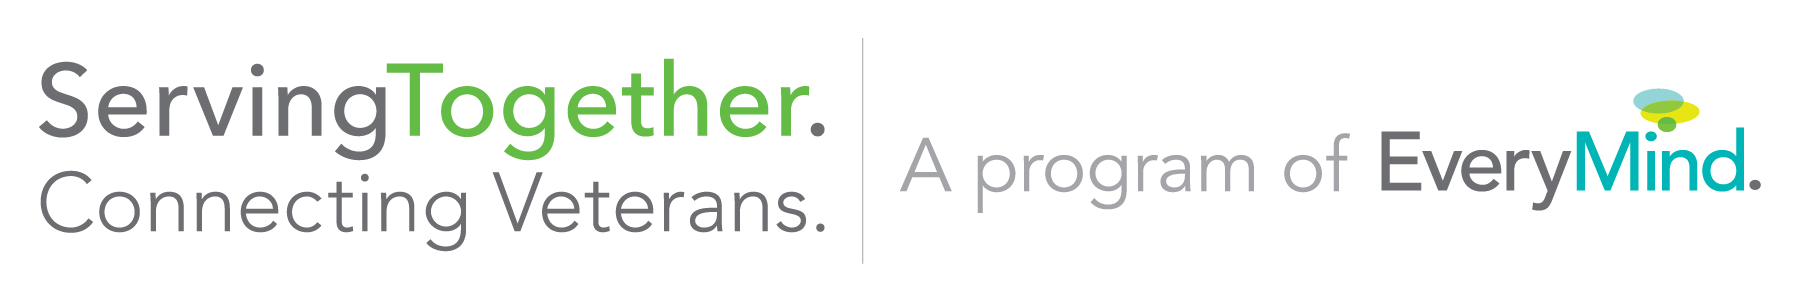 ServingTogether.
Connecting Veterans.
A program of EveryMind.